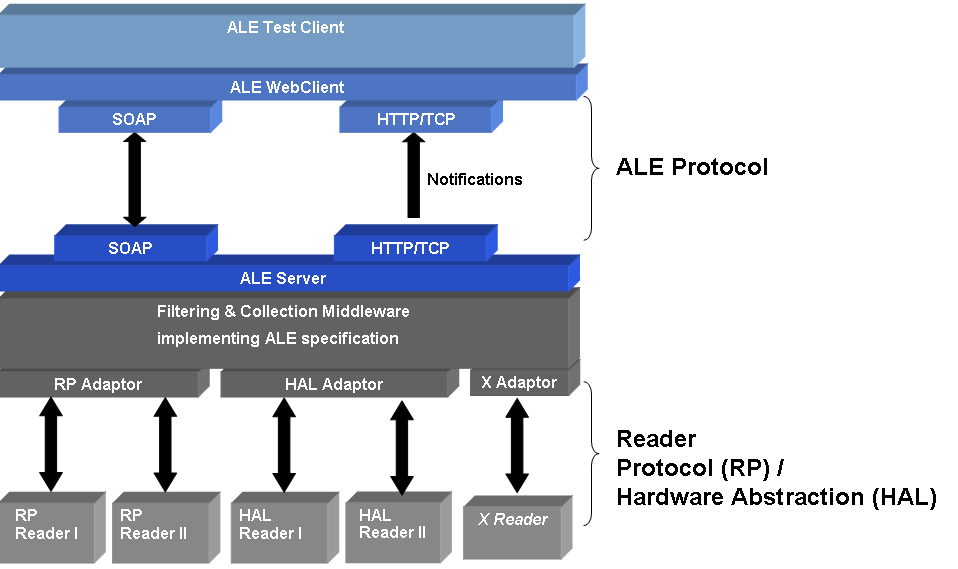 ALE Test Client
ALE WebClient
SOAP
HTTP/TCP
Notifications
ALE Protocol
SOAP
HTTP/TCP
ALE Server
Filtering & Collection Middleware
implementing ALE specification
RP Adaptor
HAL Adaptor
X Adaptor
Reader
Protocol (RP) /
Hardware Abstraction (HAL)
RP
Reader I
RP
Reader II
HAL
Reader I
HAL
Reader II
X Reader